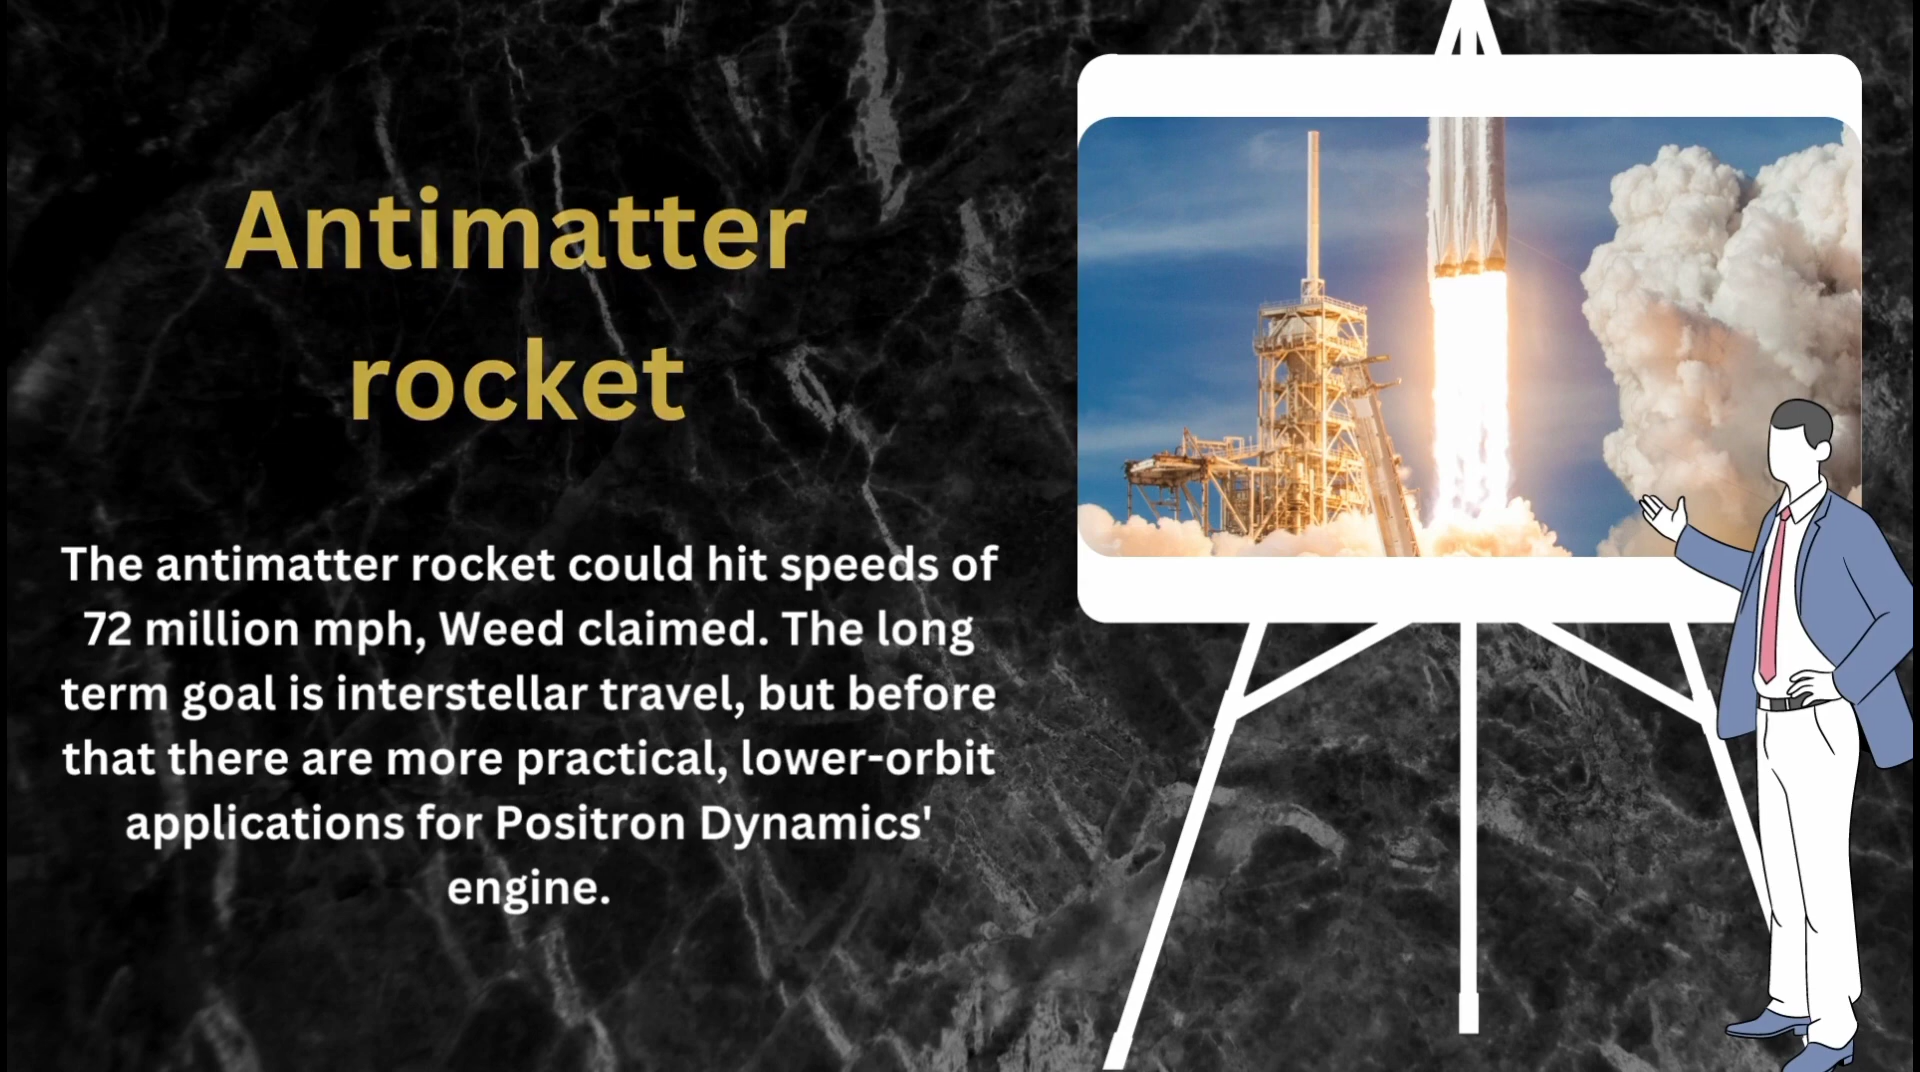 Antimatter
rocket
The antimatter rocket could hit speeds of
72 million mph, Weed claimed. The long
term goal is interstellar travel, but before
that there are more practical, lower-orbit
applications for Positron Dynamics'
engine.